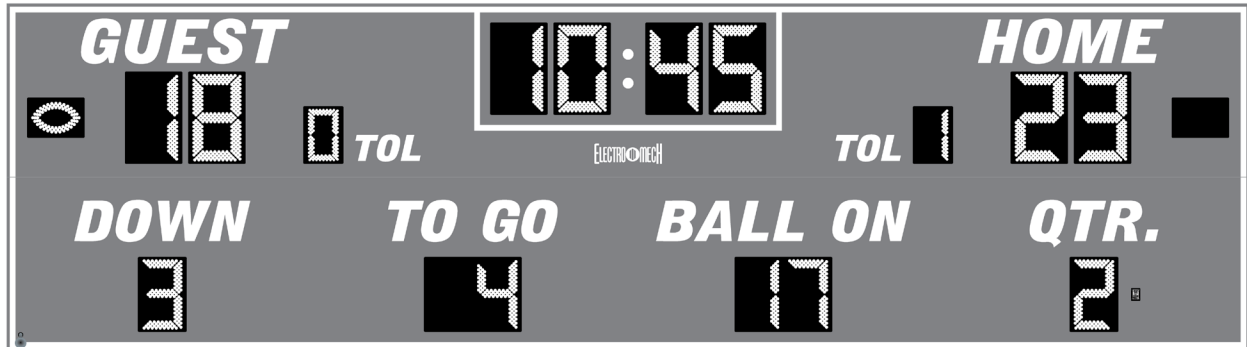 GUEST 10:45 HOME
18 0 TOL ELECTRO MECH TOL 1 23
DOWN TO GO BALL ON QTR.
3 4 17 2